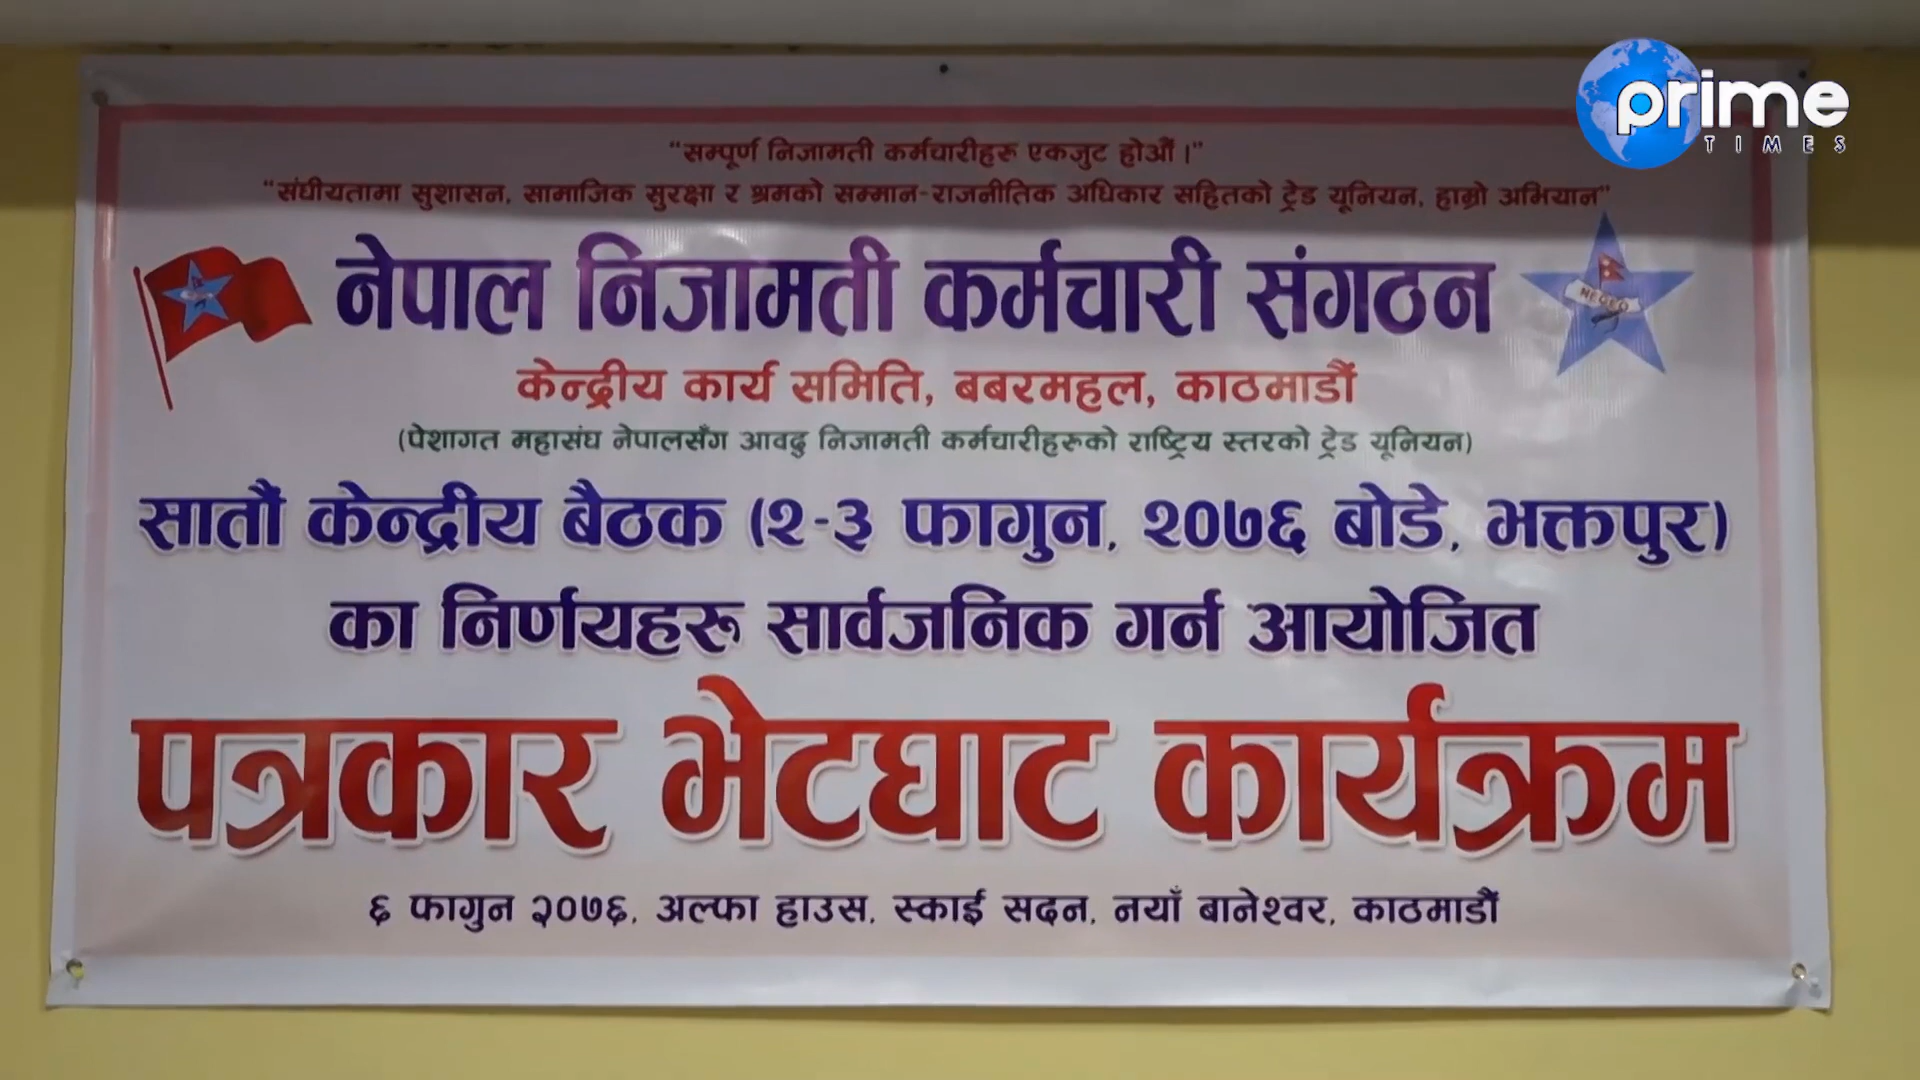 prime
TIMES
"सम्पूर्ण निजामती कर्मचारीहरू एकजुट होऔं ।"
"संघीयतामा सुशासन, सामाजिक सुरक्षा र श्रमको सम्मान-राजनीतिक अधिकार सहितको ट्रेड यूनियन, हाम्रो अभियान"
नेपाल निजामती कर्मचारी संगठन
NEGEO
केन्द्रीय कार्य समिति, बबरमहल, काठमाडौं
(पेशागत महासंघ नेपालसँग आवद्ध निजामती कर्मचारीहरूको राष्ट्रिय स्तरको ट्रेड यूनियन)
सातौं केन्द्रीय बैठक (२-३ फागुन, २०७६ बोडे, भक्तपुर)
का निर्णयहरू सार्वजनिक गर्न आयोजित
पत्रकार भेटघाट कार्यक्रम
६ फागुन २०७६, अल्फा हाउस, स्काई सदन, नयाँ बानेश्वर, काठमाडौं